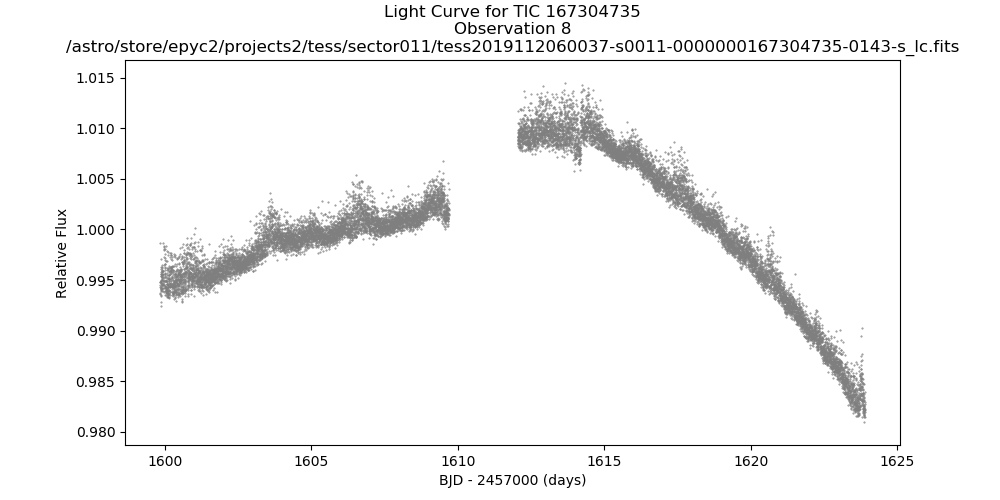 Light Curve for TIC 167304735
Observation 8
/astro/store/epyc2/projects2/tess/sector011/tess2019112060037-s0011-0000000167304735-0143-s_lc.fits
1.015
1.010
1.005
1.000
0.995
0.990
0.985
0.980
Relative Flux
1600
1605
1610
1615
1620
1625
BJD - 2457000 (days)